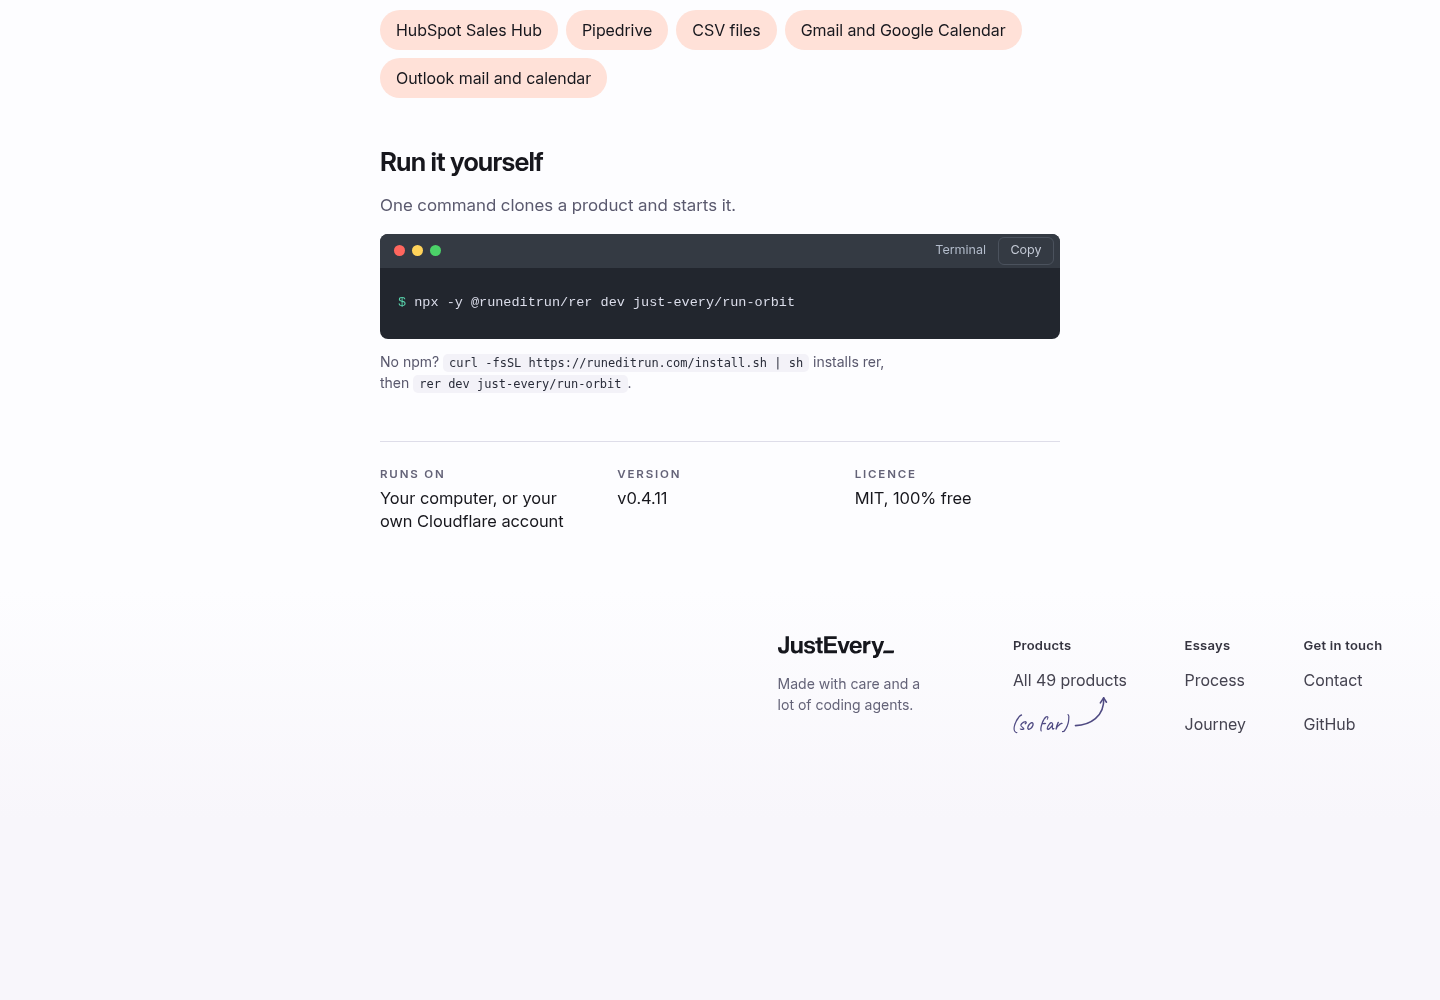 HubSpot Sales Hub
Pipedrive
CSV files
Gmail and Google Calendar
Outlook mail and calendar
Run it yourself
One command clones a product and starts it.
Terminal
Copy
$ npx -y @runeditrun/rer dev just-every/run-orbit
No npm? curl -fsSL https://runeditrun.com/install.sh | sh installs rer,
then rer dev just-every/run-orbit.
RUNS ON
Your computer, or your
own Cloudflare account
VERSION
v0.4.11
LICENCE
MIT, 100% free
JustEvery_
Made with care and a
lot of coding agents.
Products
All 49 products
(so far)
Essays
Process
Journey
Get in touch
Contact
GitHub